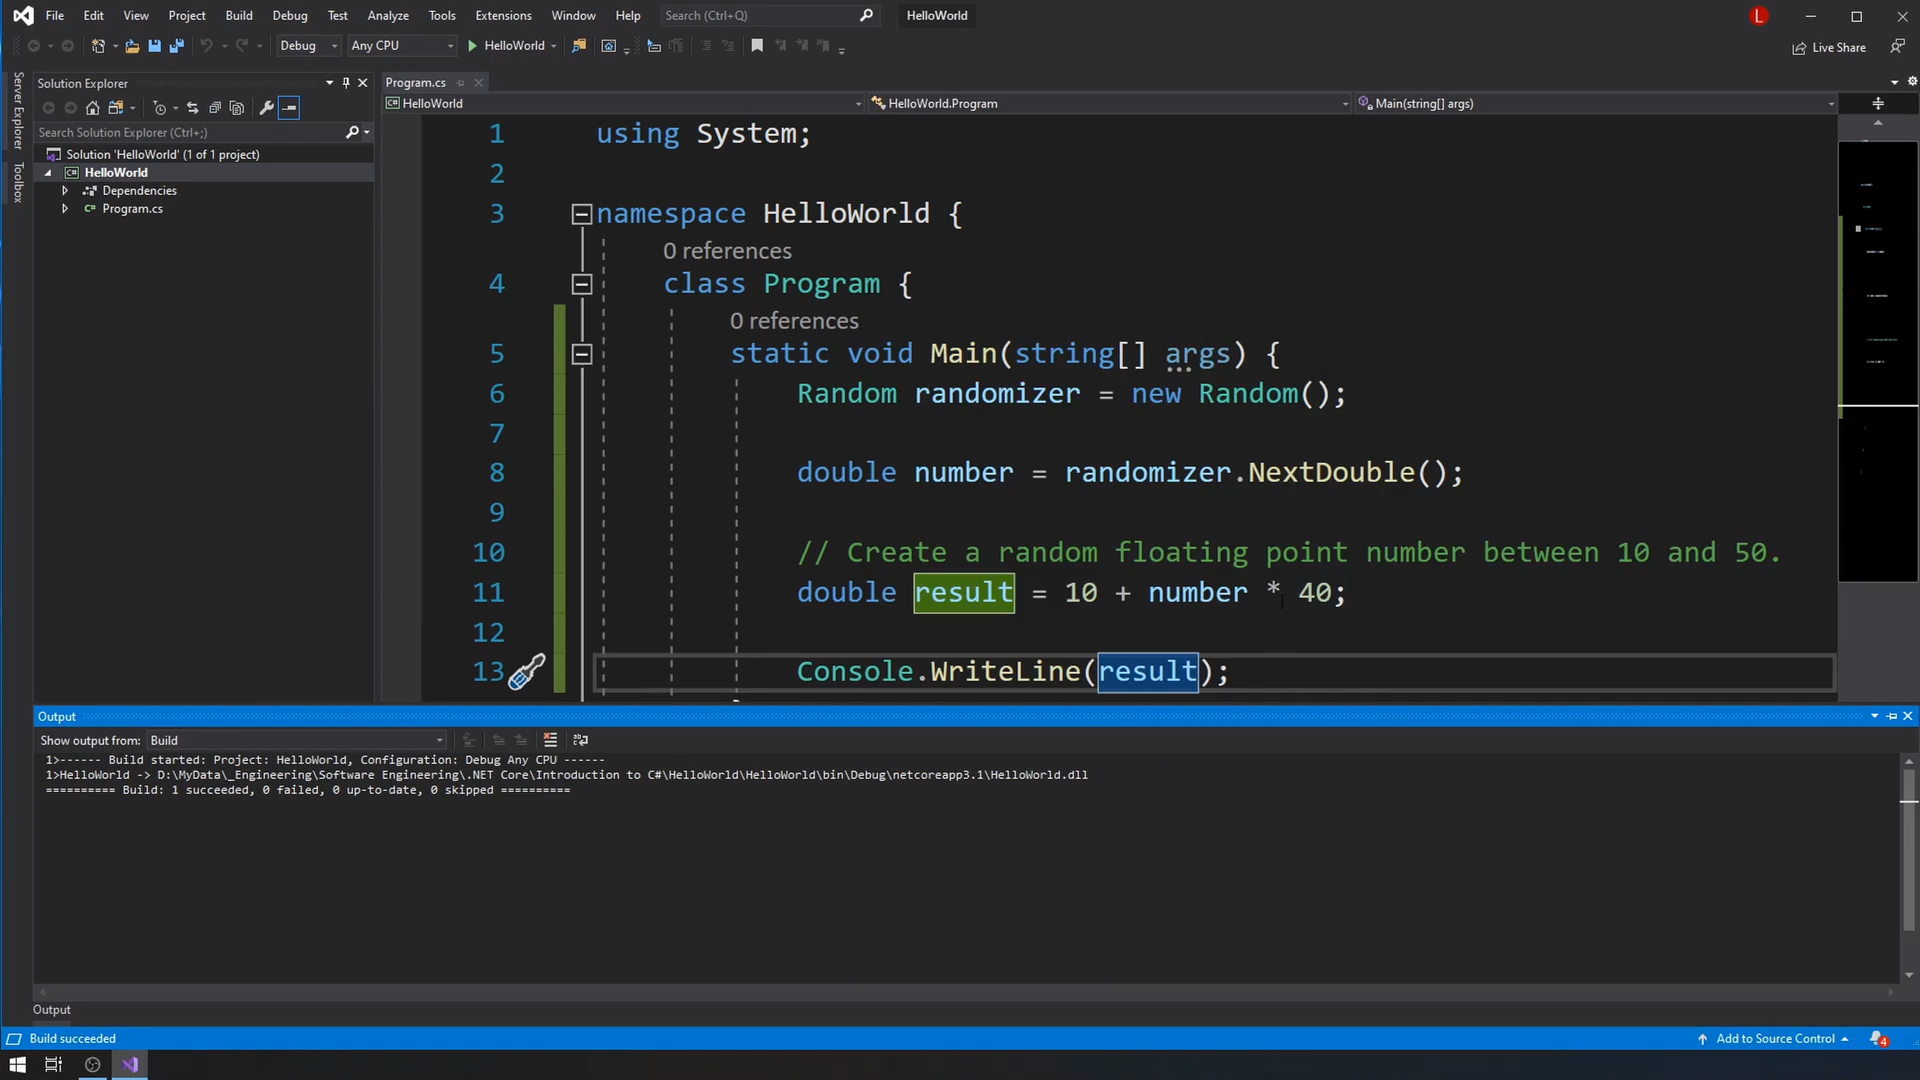 File Edit View Project Build Debug Test Analyze Tools Extensions Window Help Search (Ctrl+Q) HelloWorld L
Debug Any CPU HelloWorld Live Share
Server Explorer
Toolbox
Solution Explorer
Search Solution Explorer (Ctrl+;)
Solution 'HelloWorld' (1 of 1 project)
HelloWorld
Dependencies
Program.cs
Program.cs
HelloWorld HelloWorld.Program Main(string[] args)
1 using System;
2
3 namespace HelloWorld {
0 references
4 class Program {
0 references
5 static void Main(string[] args) {
6 Random randomizer = new Random();
7
8 double number = randomizer.NextDouble();
9
10 // Create a random floating point number between 10 and 50.
11 double result = 10 + number * 40;
12
13 Console.WriteLine(result);
Output
Show output from: Build
1>------ Build started: Project: HelloWorld, Configuration: Debug Any CPU ------
1>HelloWorld -> D:\MyData\_Engineering\Software Engineering\.NET Core\Introduction to C#\HelloWorld\HelloWorld\bin\Debug\netcoreapp3.1\HelloWorld.dll
========== Build: 1 succeeded, 0 failed, 0 up-to-date, 0 skipped ==========
Output
Build succeeded Add to Source Control 4